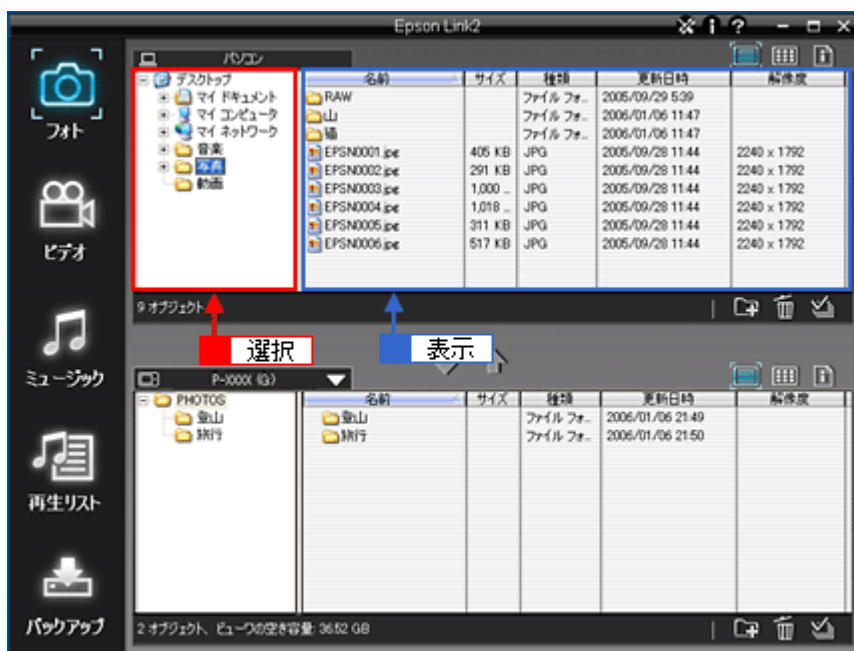 Epson Link2
フォト
ビデオ
ミュージック
再生リスト
バックアップ
パソコン
デスクトップ
マイ ドキュメント
マイ コンピュータ
マイ ネットワーク
音楽
写真
動画
名前 サイズ 種類 更新日時 解像度
RAW ファイル フォ... 2005/09/29 5:39
山 ファイル フォ... 2006/01/06 11:47
猫 ファイル フォ... 2006/01/06 11:47
EPSN0001.jpg 405 KB JPG 2005/09/28 11:44 2240 x 1792
EPSN0002.jpg 291 KB JPG 2005/09/28 11:44 2240 x 1792
EPSN0003.jpg 1,000 ... JPG 2005/09/28 11:44 2240 x 1792
EPSN0004.jpg 1,018 ... JPG 2005/09/28 11:44 2240 x 1792
EPSN0005.jpg 311 KB JPG 2005/09/28 11:44 2240 x 1792
EPSN0006.jpg 517 KB JPG 2005/09/28 11:44 2240 x 1792
9 オブジェクト
選択
表示
P-XXXX (G)
PHOTOS
登山
旅行
名前 サイズ 種類 更新日時 解像度
登山 ファイル フォ... 2006/01/06 21:49
旅行 ファイル フォ... 2006/01/06 21:50
2 オブジェクト、ビューワの空き容量: 36.52 GB